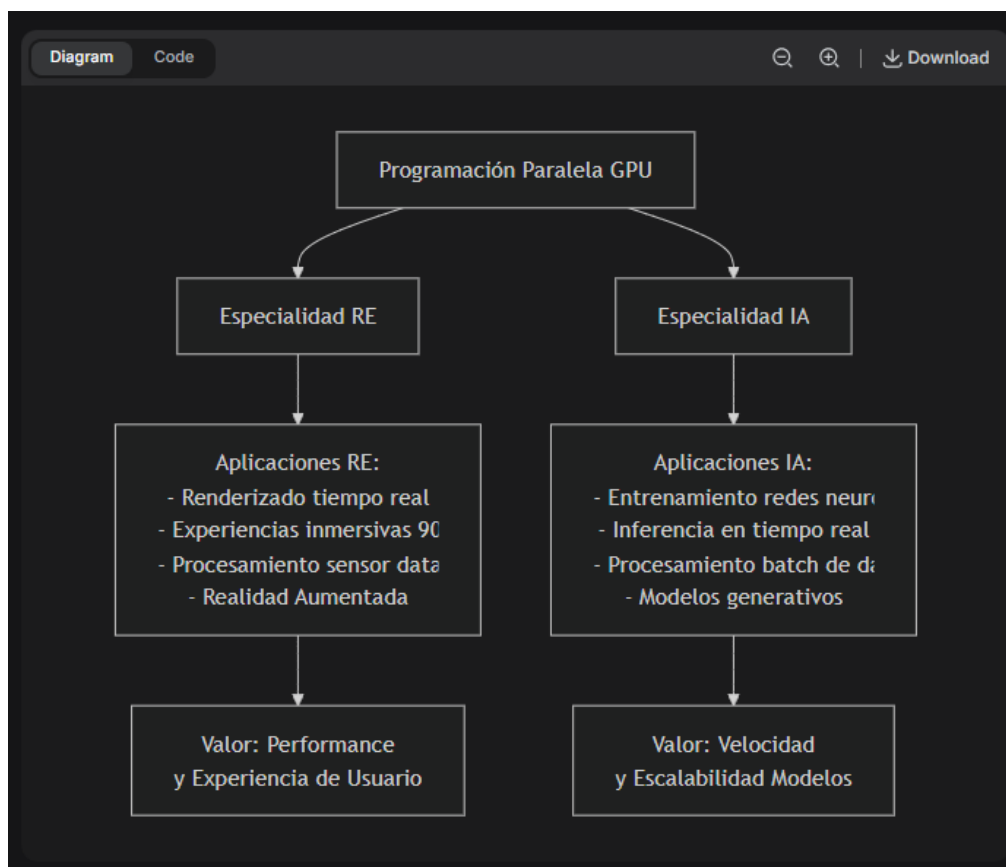 Diagram
Code
Download
Programación Paralela GPU
Especialidad RE
Especialidad IA
Aplicaciones RE:
- Renderizado tiempo real
- Experiencias inmersivas 90
- Procesamiento sensor data
- Realidad Aumentada
Aplicaciones IA:
- Entrenamiento redes
- Inferencia en tiempo real
- Procesamiento batch de
- Modelos generativos
Valor: Performance
y Experiencia de Usuario
Valor: Velocidad
y Escalabilidad Modelos